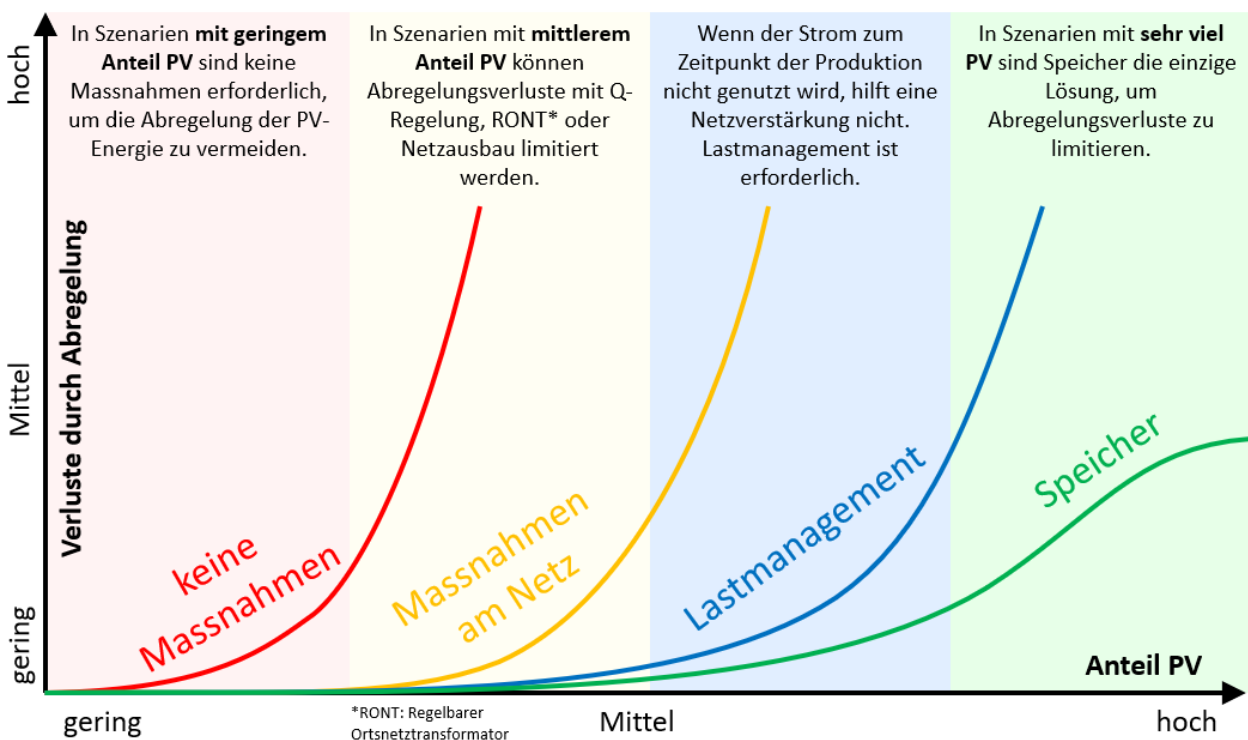 In Szenarien mit geringem
Anteil PV sind keine
Massnahmen erforderlich,
um die Abregelung der PV-
Energie zu vermeiden.
In Szenarien mit mittlerem
Anteil PV können
Abregelungsverluste mit Q-
Regelung, RONT* oder
Netzausbau limitiert
werden.
Wenn der Strom zum
Zeitpunkt der Produktion
nicht genutzt wird, hilft eine
Netzverstärkung nicht.
Lastmanagement ist
erforderlich.
In Szenarien mit sehr viel
PV sind Speicher die einzige
Lösung, um
Abregelungsverluste zu
limitieren.
hoch
Mittel
gering
Verluste durch Abregelung
keine
Massnahmen
Massnahmen
am Netz
Lastmanagement
Speicher
Anteil PV
gering
*RONT: Regelbarer
Ortsnetztransformator
Mittel
hoch